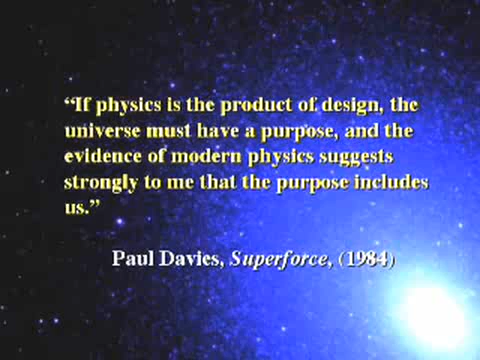 “If physics is the product of design, the
universe must have a purpose, and the
evidence of modern physics suggests
strongly to me that the purpose includes
us.”
Paul Davies, Superforce, (1984)